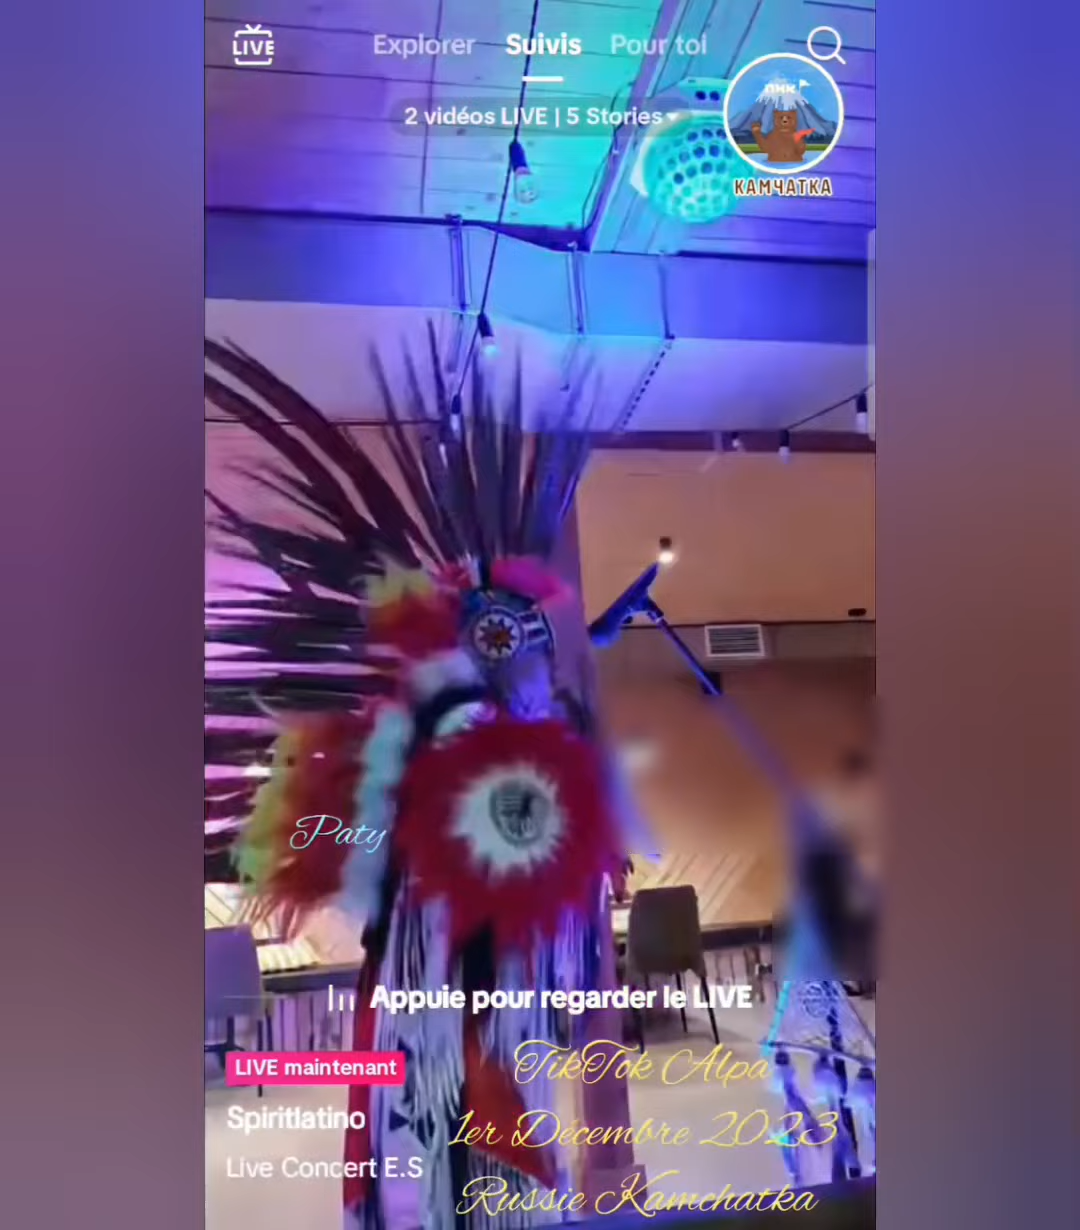 LIVE
Explorer Suivis Pour toi
2 vidéos LIVE | 5 Stories
ПИК
КАМЧАТКА
Paty
Appuie pour regarder le LIVE
LIVE maintenant
Spiritlatino
Live Concert E.S
TikTok Alpa
1er Décembre 2023
Russie Kamchatka